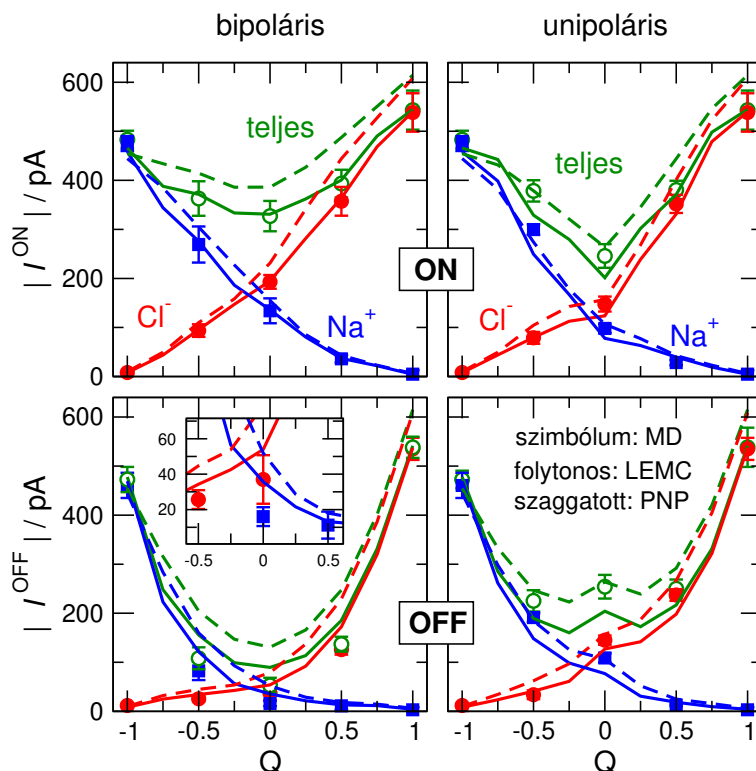 bipoláris
unipoláris
600
400
200
0
| I^ON | / pA
teljes
Cl^-
Na^+
teljes
Cl^-
Na^+
ON
600
400
200
0
| I^OFF | / pA
60
40
20
-0.5 0 0.5
szimbólum: MD
folytonos: LEMC
szaggatott: PNP
OFF
-1 -0.5 0 0.5 1
-1 -0.5 0 0.5 1
Q
Q